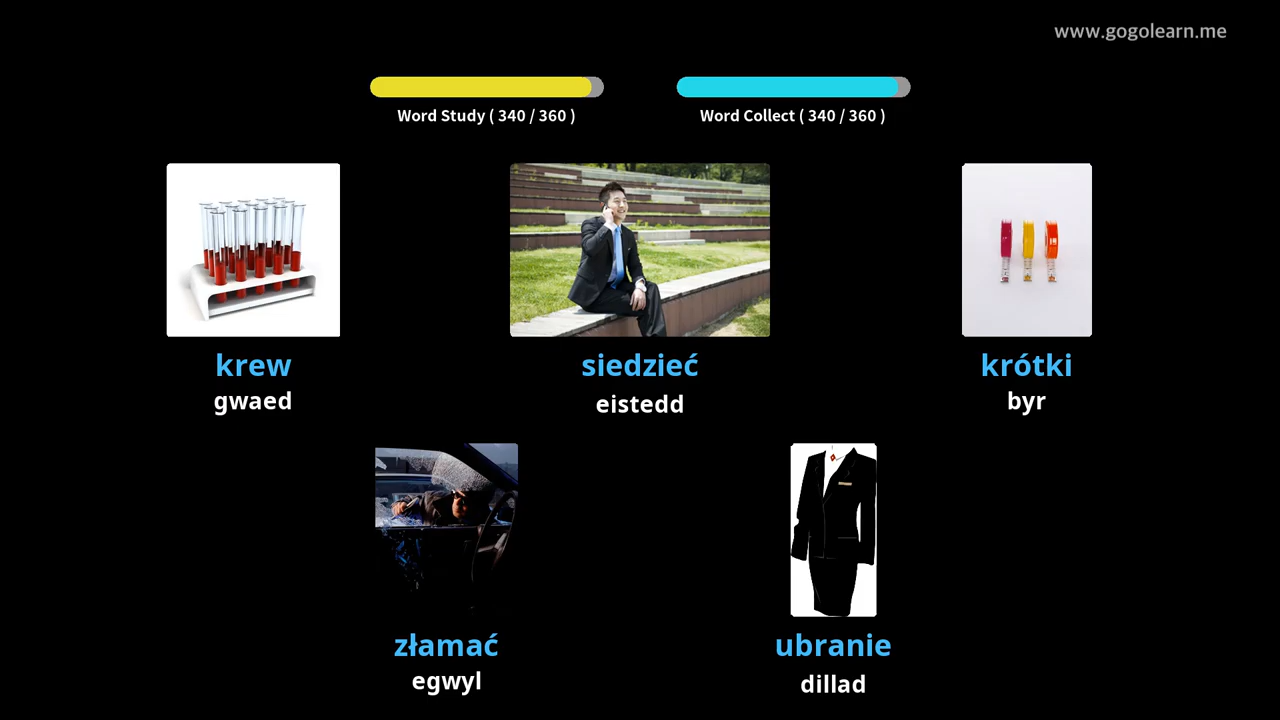 www.gogolearn.me
Word Study ( 340 / 360 )
Word Collect ( 340 / 360 )
krew
gwaed
siedzieć
eistedd
krótki
byr
złamać
egwyl
ubranie
dillad